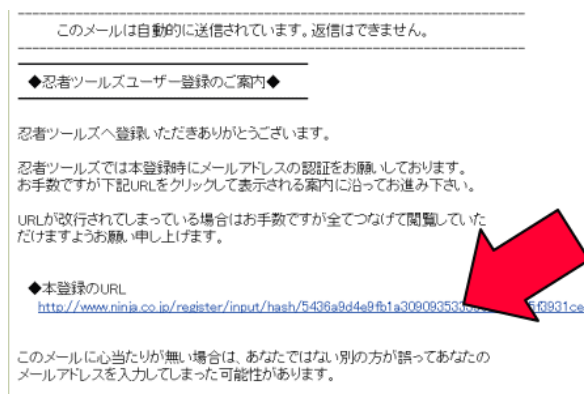 このメールは自動的に送信されています。返信はできません。
◆忍者ツールズユーザー登録のご案内◆
忍者ツールズへ登録いただきありがとうございます。
忍者ツールズでは本登録時にメールアドレスの認証をお願いしております。
お手数ですが下記URLをクリックして表示される案内に沿ってお進み下さい。
URLが改行されてしまっている場合はお手数ですが全てつなげて閲覧していた
だけますようお願い申し上げます。
◆本登録のURL
http://www.ninja.co.jp/register/input/hash/5436a9d4e9fb1a3090935335
このメールに心当たりが無い場合は、あなたではない別の方が誤ってあなたの
メールアドレスを入力してしまった可能性があります。